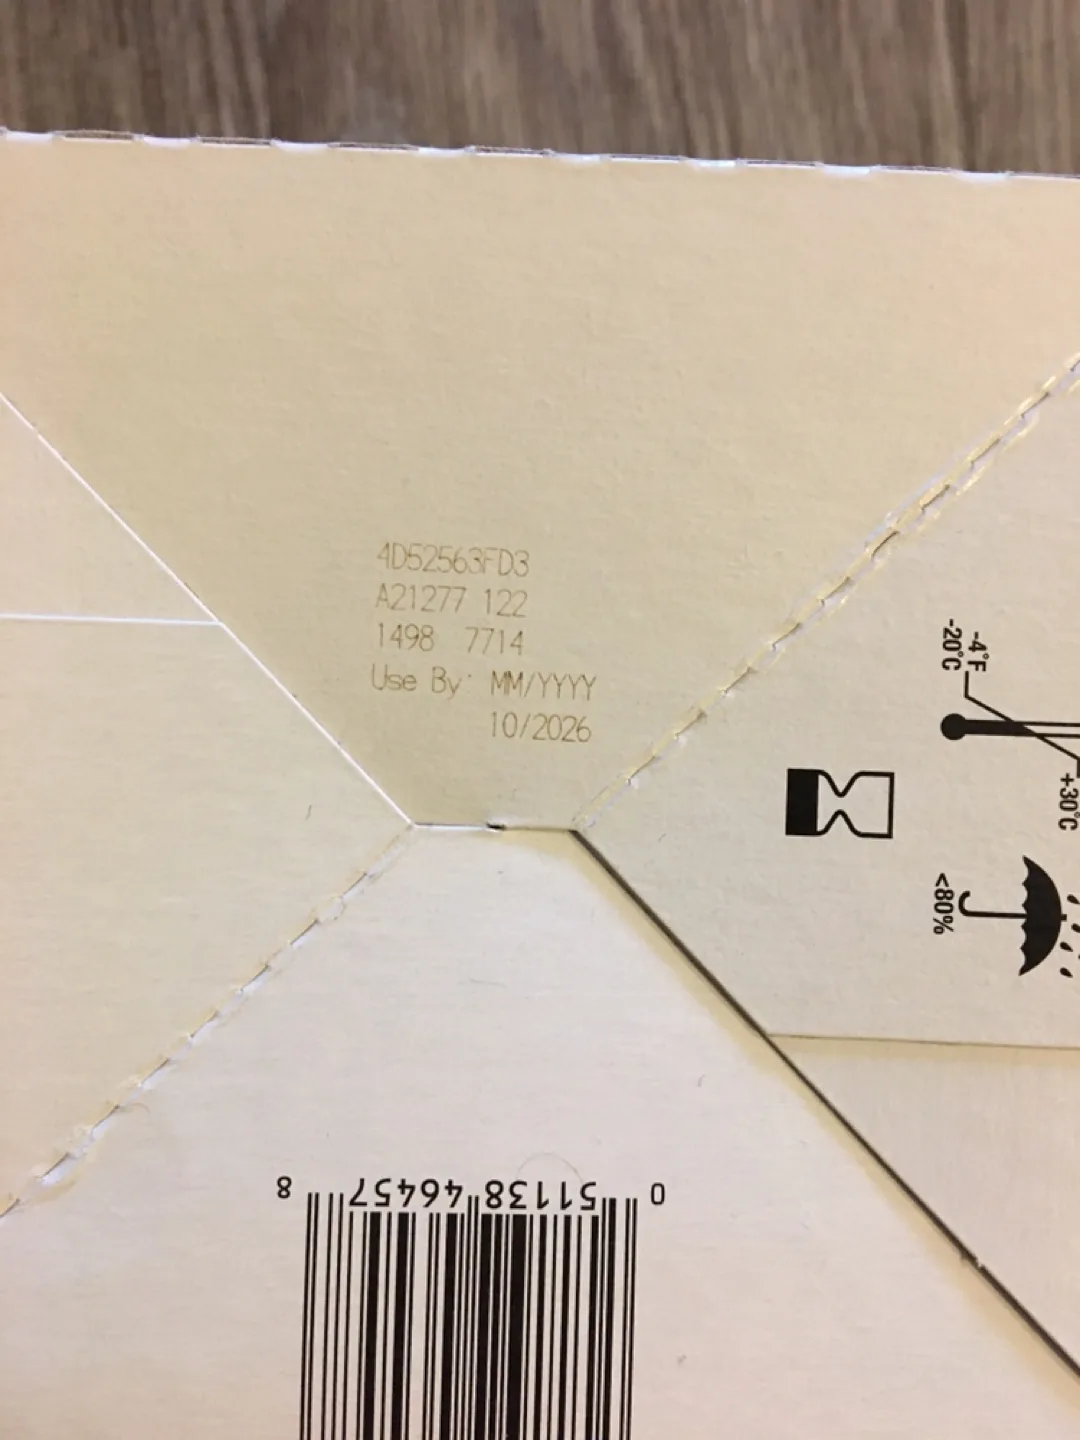 4D52563FD3
A21277 122
1498 7714
Use By: MM/YYYY
10/2026
-4°F
-20°C
+30°C
<80%
0 51138 46457 8